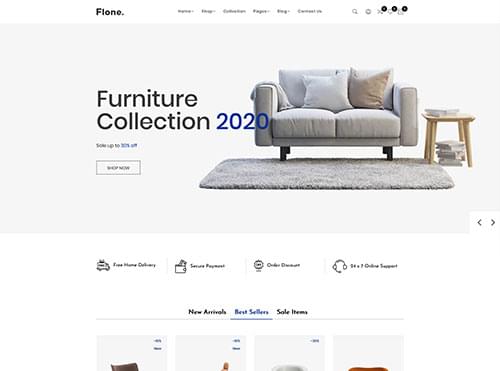 Flone.
Home Shop Collection Pages Blog Contact Us
0 0 0
Furniture
Collection 2020
Sale up to 30% off
SHOP NOW
Free Home Delivery
Secure Payment
Order Discount
24 x 7 Online Support
New Arrivals Best Sellers Sale Items
-10% -10% -30%
New New